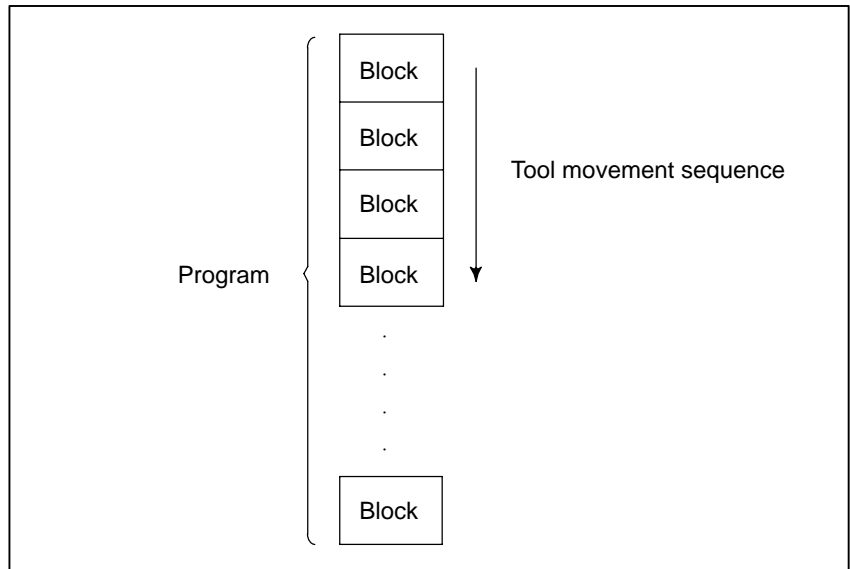 Block
Block
Tool movement sequence
Block
Program
Block
.
.
.
.
Block